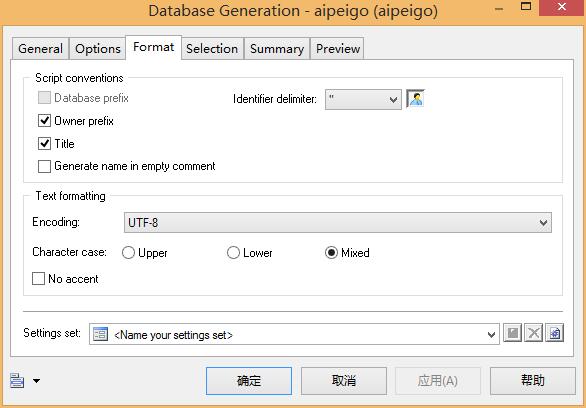 Database Generation - aipeigo (aipeigo)
General Options Format Selection Summary Preview
Script conventions
Database prefix
Identifier delimiter: "
Owner prefix
Title
Generate name in empty comment
Text formatting
Encoding: UTF-8
Character case: Upper Lower Mixed
No accent
Settings set: <Name your settings set>
确定 取消 应用(A) 帮助